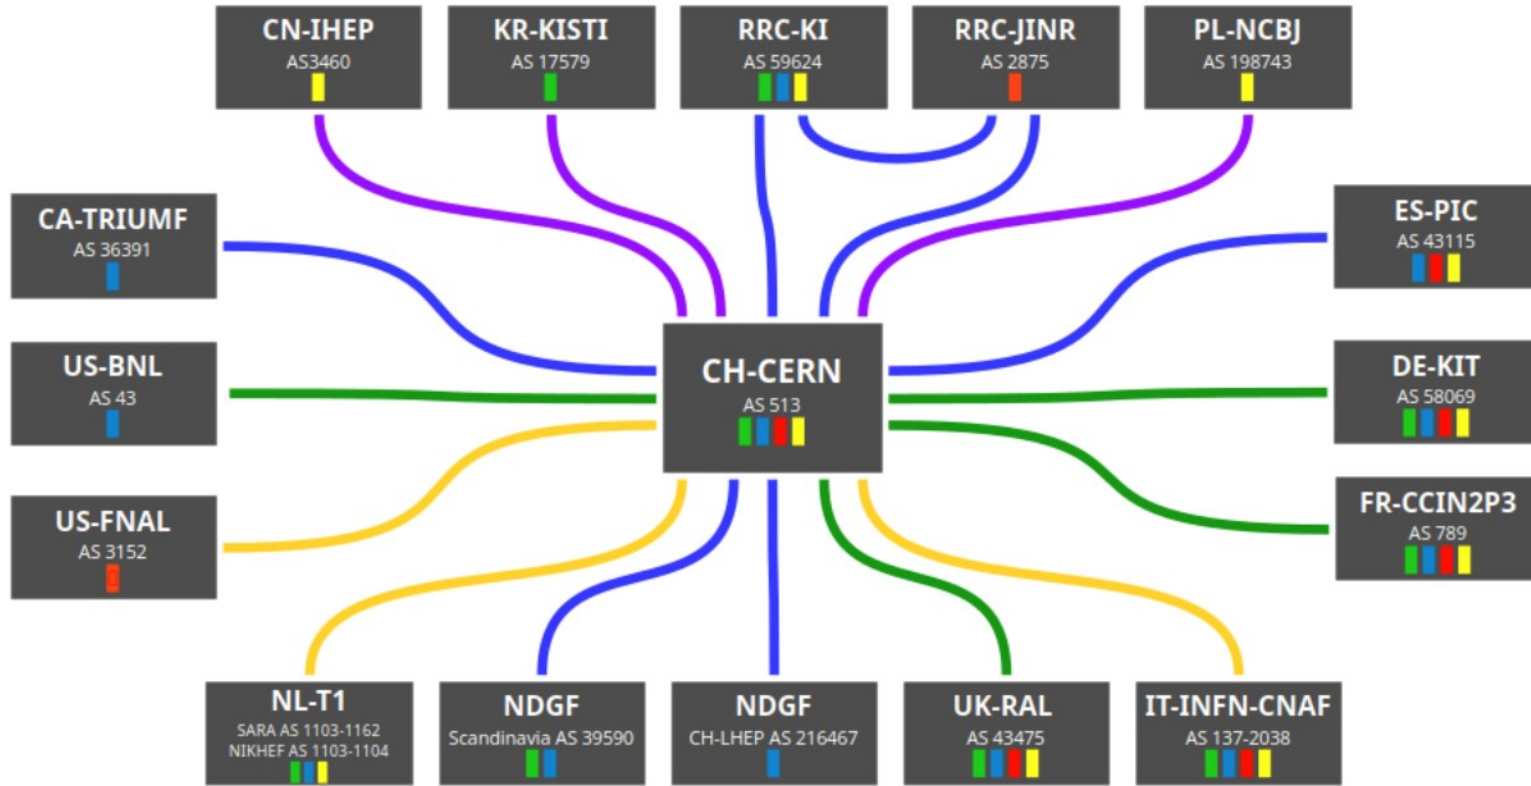 CN-IHEP
AS3460
KR-KISTI
AS 17579
RRC-KI
AS 59624
RRC-JINR
AS 2875
PL-NCBJ
AS 198743
CA-TRIUMF
AS 36391
ES-PIC
AS 43115
US-BNL
AS 43
CH-CERN
AS 513
DE-KIT
AS 58069
US-FNAL
AS 3152
FR-CCIN2P3
AS 789
NL-T1
SARA AS 1103-1162
NIKHEF AS 1103-1104
NDGF
Scandinavia AS 39590
NDGF
CH-LHEP AS 216467
UK-RAL
AS 43475
IT-INFN-CNAF
AS 137-2038